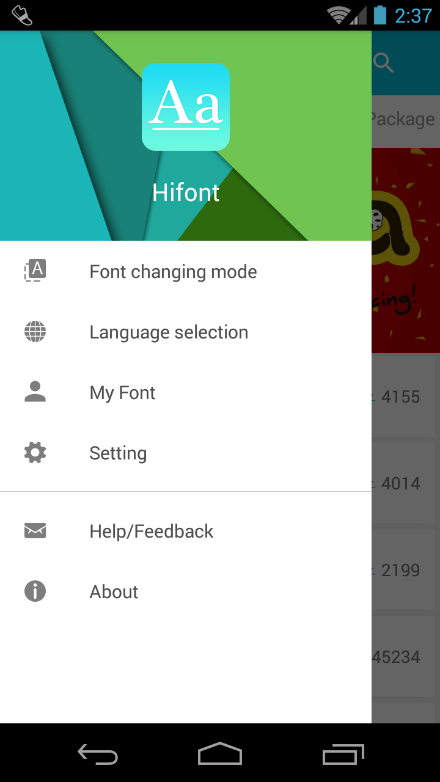 2:37
Aa
Hifont
Package
Font changing mode
Language selection
My Font
Setting
Help/Feedback
About
4155
4014
2199
45234